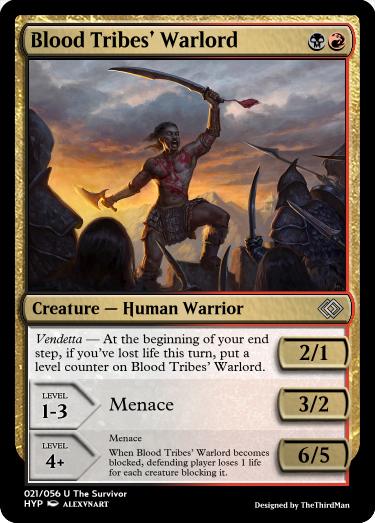 Blood Tribes' Warlord
Creature — Human Warrior
Vendetta — At the beginning of your end
step, if you've lost life this turn, put a
level counter on Blood Tribes' Warlord.
2/1
LEVEL
1-3
Menace
3/2
LEVEL
4+
Menace
When Blood Tribes' Warlord becomes
blocked, defending player loses 1 life
for each creature blocking it.
6/5
021/056 U The Survivor
HYP ALEXVNART
Designed by TheThirdMan